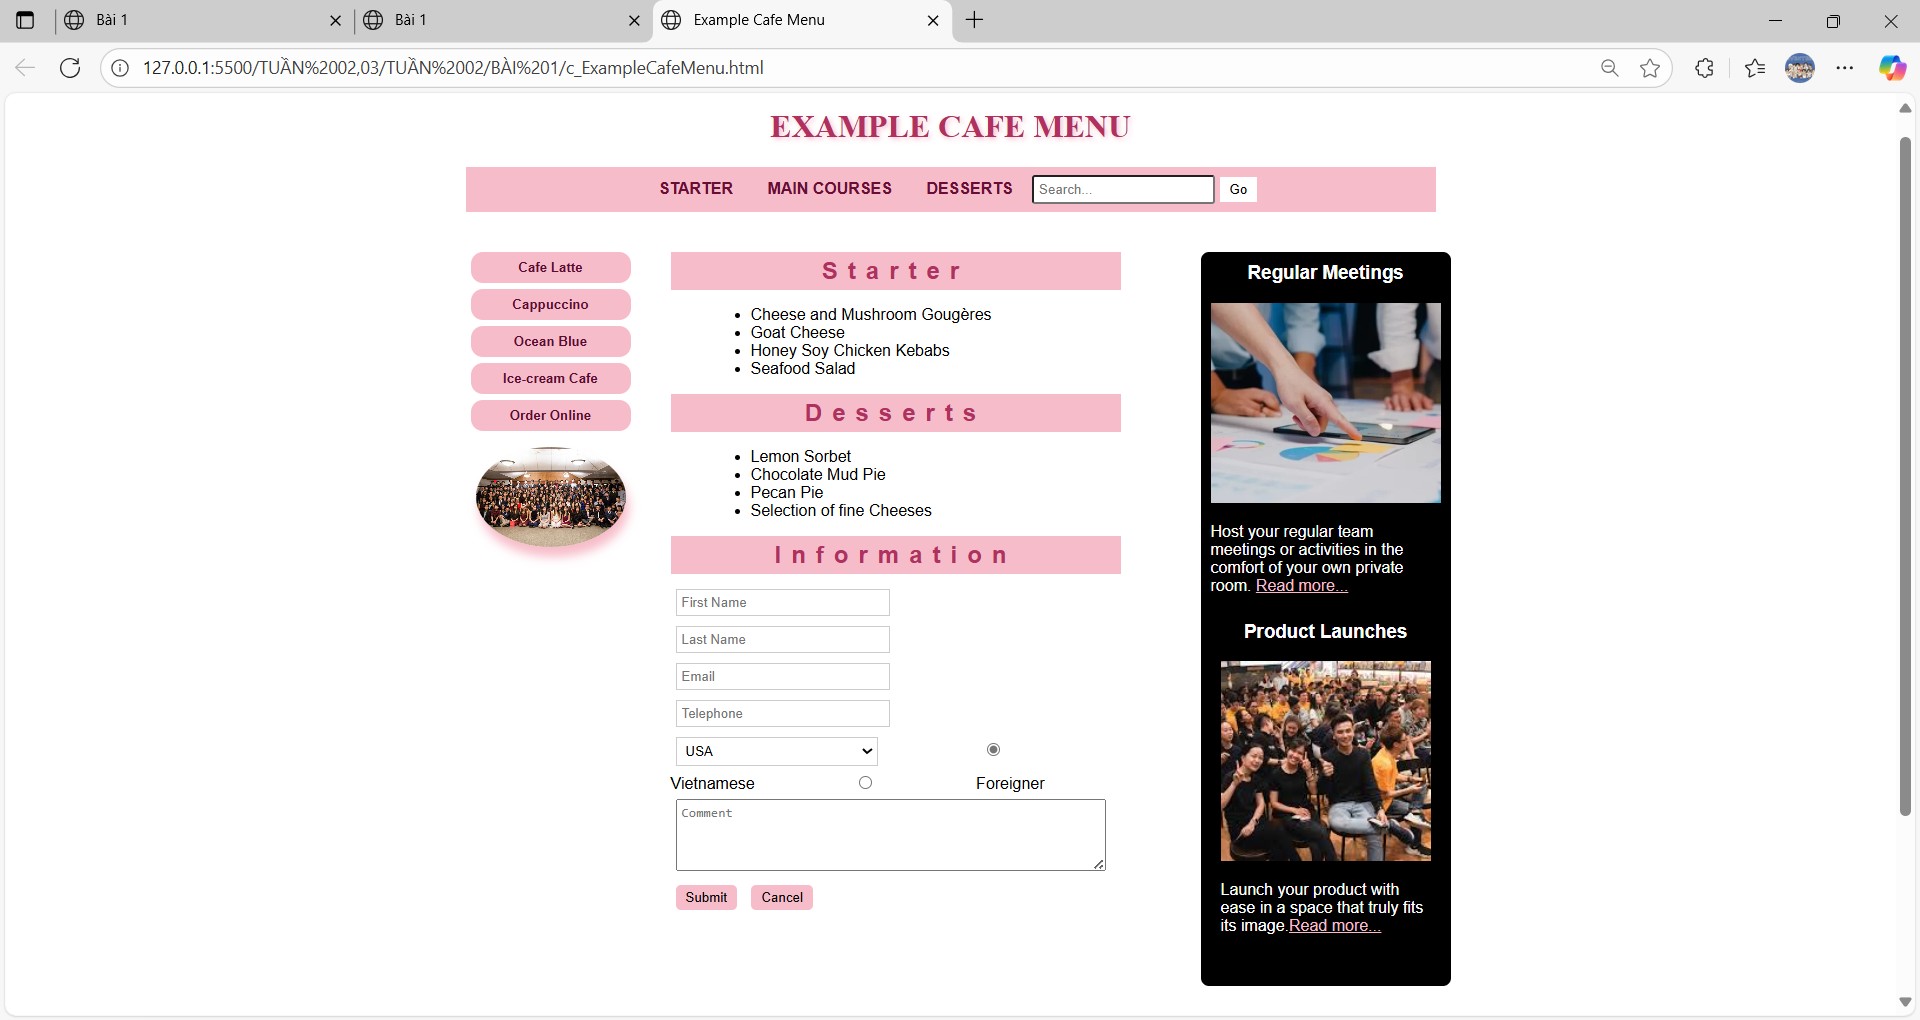 Bài 1
Bài 1
Example Cafe Menu
127.0.0.1:5500/TUẦN%2002,03/TUẦN%2002/BÀI%201/c_ExampleCafeMenu.html
EXAMPLE CAFE MENU
STARTER MAIN COURSES DESSERTS Search... Go
Cafe Latte
Cappuccino
Ocean Blue
Ice-cream Cafe
Order Online
Starter
Cheese and Mushroom Gougères
Goat Cheese
Honey Soy Chicken Kebabs
Seafood Salad
Desserts
Lemon Sorbet
Chocolate Mud Pie
Pecan Pie
Selection of fine Cheeses
Information
First Name
Last Name
Email
Telephone
USA
Vietnamese Foreigner
Comment
Submit Cancel
Regular Meetings
Host your regular team
meetings or activities in the
comfort of your own private
room. Read more...
Product Launches
Launch your product with
ease in a space that truly fits
its image.Read more...